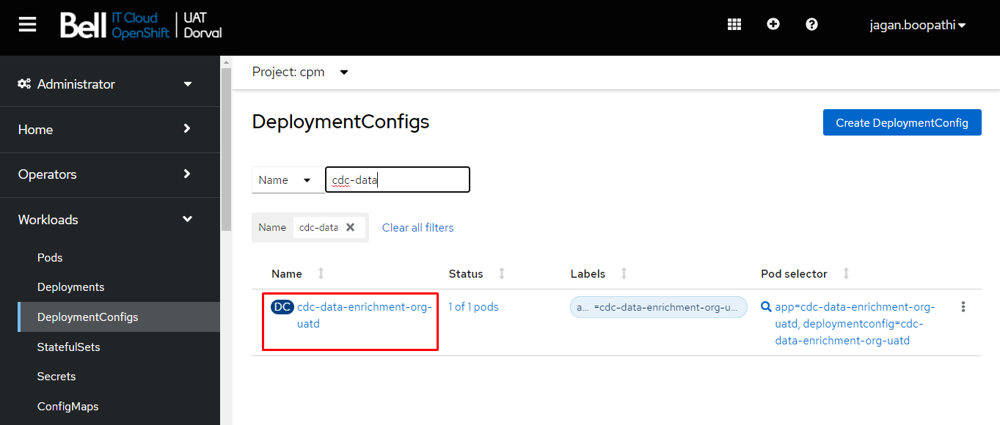 Bell IT Cloud OpenShift UAT Dorval
jagan.boopathi
Administrator
Home
Operators
Workloads
Pods
Deployments
DeploymentConfigs
StatefulSets
Secrets
ConfigMaps
Project: cpm
DeploymentConfigs
Create DeploymentConfig
Name cdc-data
Name cdc-data Clear all filters
Name Status Labels Pod selector
DC cdc-data-enrichment-org-
uatd
1 of 1 pods
a... =cdc-data-enrichment-org-u...
app=cdc-data-enrichment-org-
uatd, deploymentconfig=cdc-
data-enrichment-org-uatd